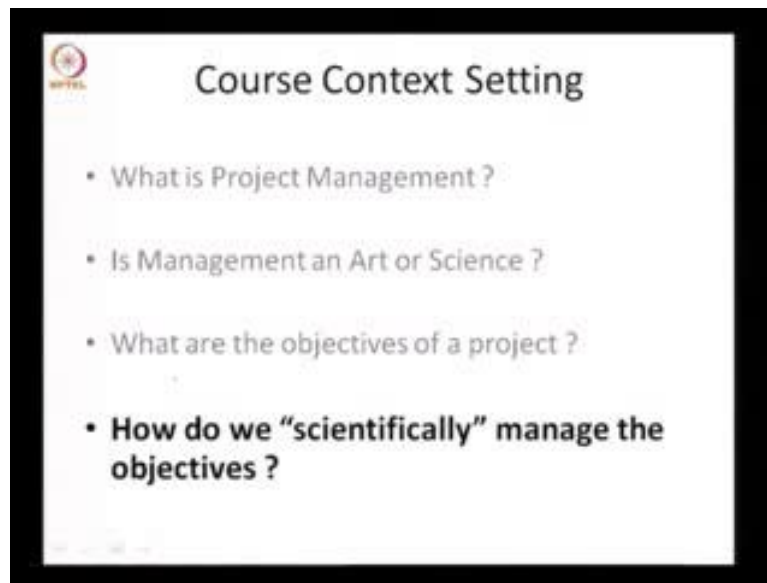 NPTEL
Course Context Setting
• What is Project Management ?
• Is Management an Art or Science ?
• What are the objectives of a project ?
• How do we “scientifically” manage the
objectives ?